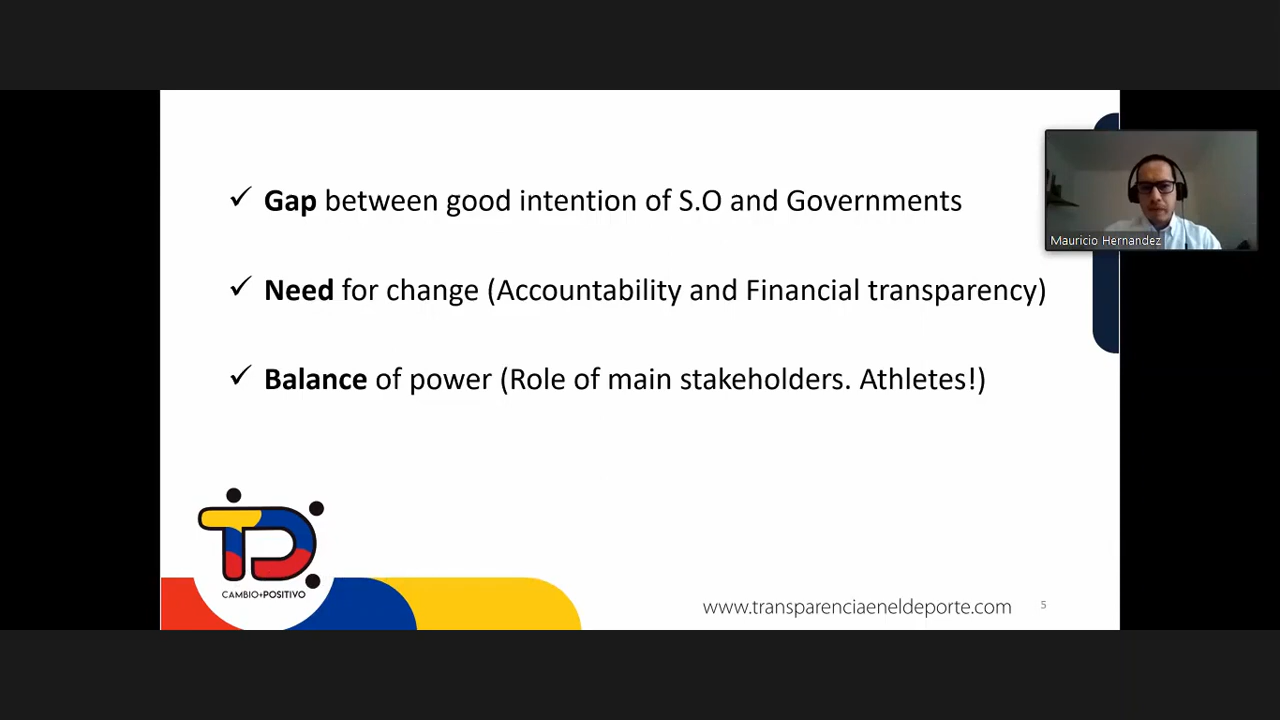 ✓ Gap between good intention of S.O and Governments
✓ Need for change (Accountability and Financial transparency)
✓ Balance of power (Role of main stakeholders. Athletes!)
Mauricio Hernandez
TD
CAMBIO+POSITIVO
www.transparenciaeneldeporte.com
5